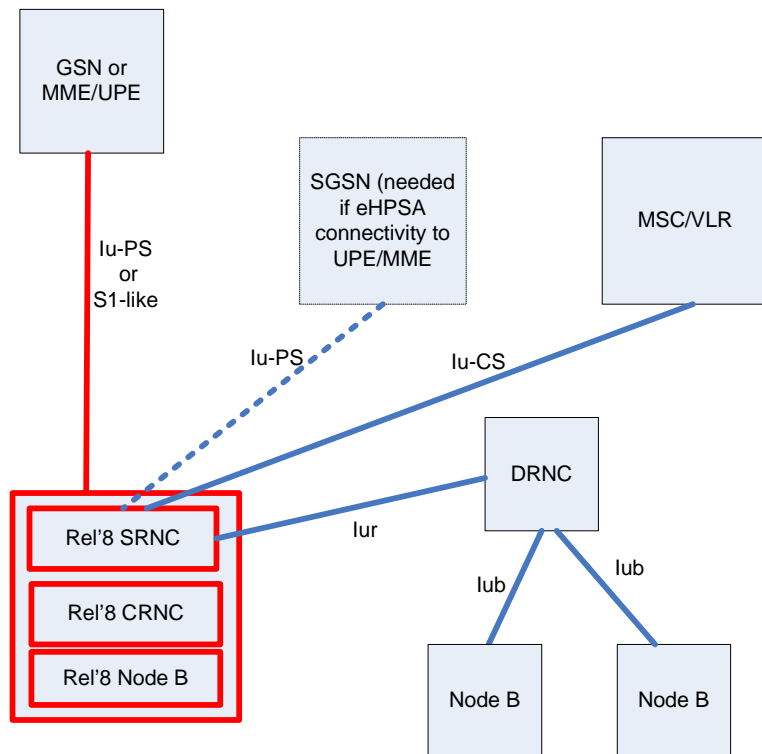 GSN or
MME/UPE
SGSN (needed
if eHPSA
connectivity to
UPE/MME
MSC/VLR
Iu-PS
or
S1-like
Iu-PS
Iu-CS
DRNC
Rel’8 SRNC
Iur
Iub
Iub
Rel’8 CRNC
Rel’8 Node B
Node B
Node B